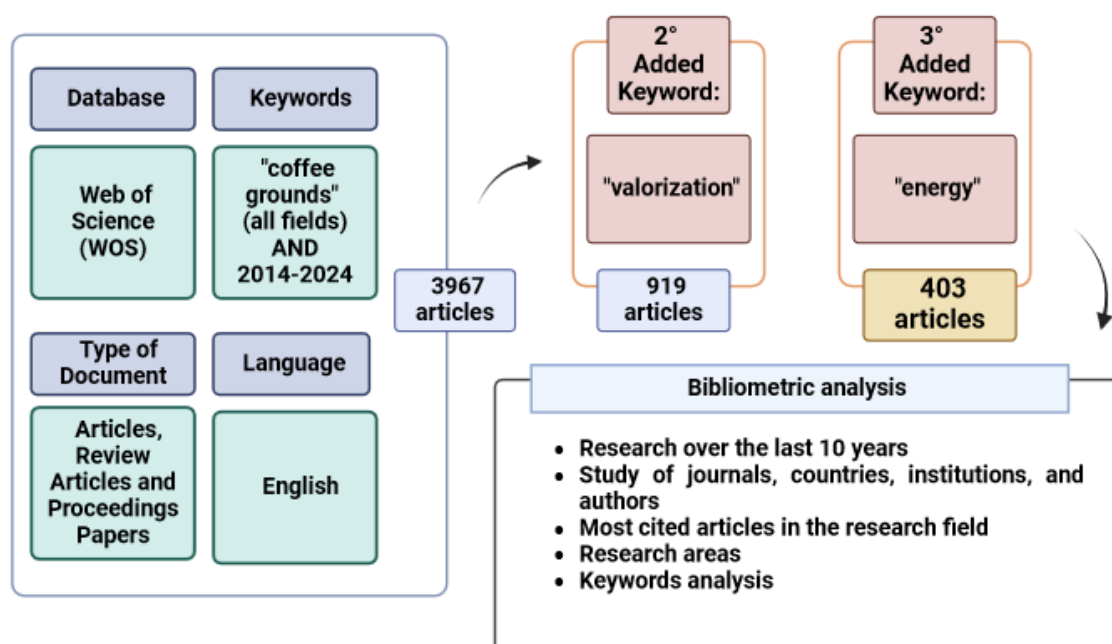 Database
Keywords
Web of
Science
(WOS)
"coffee
grounds"
(all fields)
AND
2014-2024
Type of
Document
Language
Articles,
Review
Articles and
Proceedings
Papers
English
3967
articles
2°
Added
Keyword:
"valorization"
919
articles
3°
Added
Keyword:
"energy"
403
articles
Bibliometric analysis
• Research over the last 10 years
• Study of journals, countries, institutions, and
authors
• Most cited articles in the research field
• Research areas
• Keywords analysis